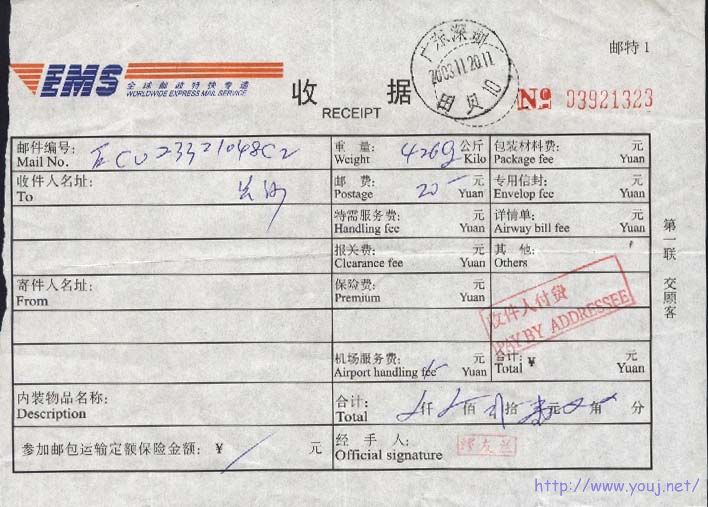 邮特 1
EMS 全球邮政特快专递
WORLDWIDE EXPRESS MAIL SERVICE
收 据
RECEIPT
广东深圳
2003.11.20.11
田贝 10
№ 03921323
邮件编号:
Mail No.
重 量: 426g 公斤
Weight Kilo
包装材料费: 元
Package fee Yuan
收件人名址:
To
邮 费: 20 元
Postage Yuan
专用信封: 元
Envelop fee Yuan
特需服务费: 元
Handling fee Yuan
详情单: 元
Airway bill fee Yuan
报关费: 元
Clearance fee Yuan
其 他:
Others
寄件人名址:
From
保险费: 元
Premium Yuan
收件人付费
PAY BY ADDRESSEE
机场服务费: 元
Airport handling fee Yuan
合计: ¥ 元
Total Yuan
内装物品名称:
Description
合计: 仟 佰 拾 元 角 分
Total
参加邮包运输定额保险金额: ¥ 元
经 手 人:
Official signature
第一联 交顾客
http://www.youj.net/